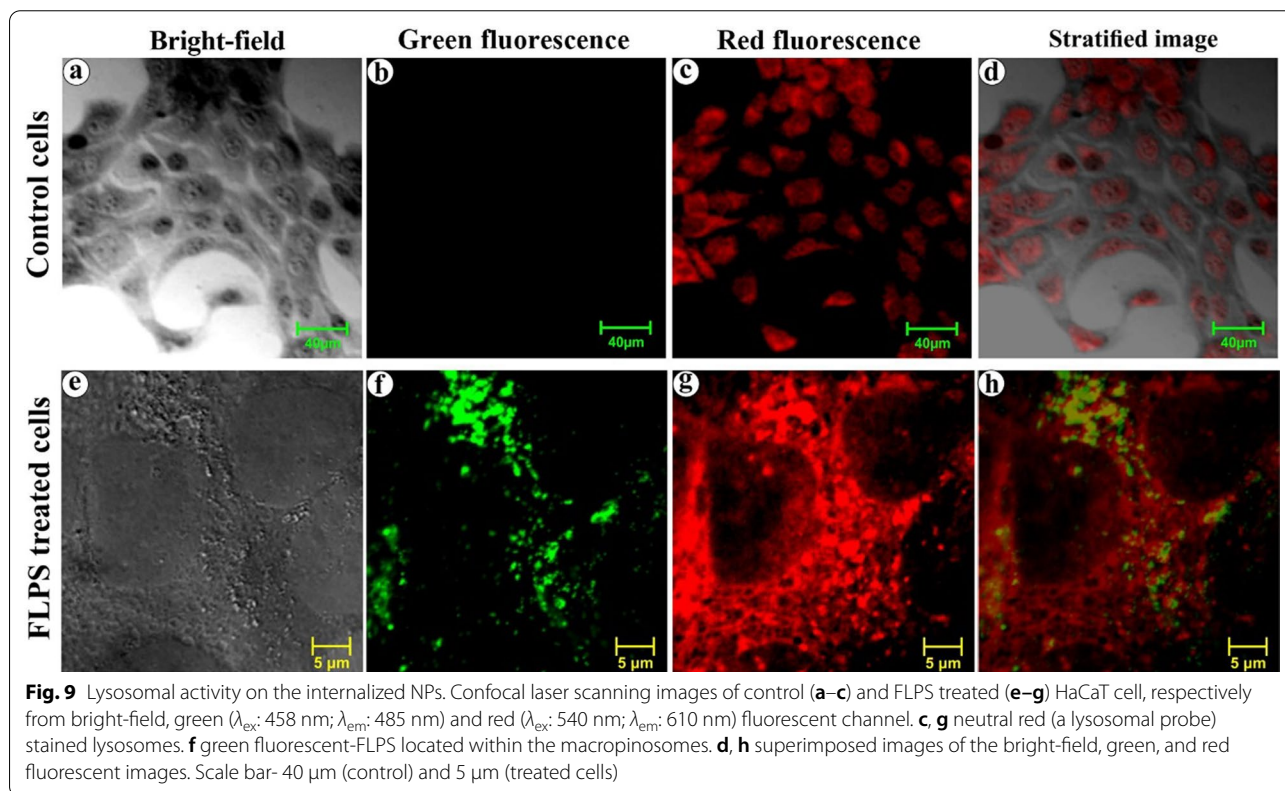 Bright-field Green fluorescence Red fluorescence Stratified image
Control cells
a b c d
40µm 40µm 40µm 40µm
FLPS treated cells
e f g h
5 µm 5 µm 5 µm 5 µm
Fig. 9 Lysosomal activity on the internalized NPs. Confocal laser scanning images of control (a–c) and FLPS treated (e–g) HaCaT cell, respectively
from bright-field, green (λex: 458 nm; λem: 485 nm) and red (λex: 540 nm; λem: 610 nm) fluorescent channel. c, g neutral red (a lysosomal probe)
stained lysosomes. f green fluorescent-FLPS located within the macropinosomes. d, h superimposed images of the bright-field, green, and red
fluorescent images. Scale bar- 40 µm (control) and 5 µm (treated cells)